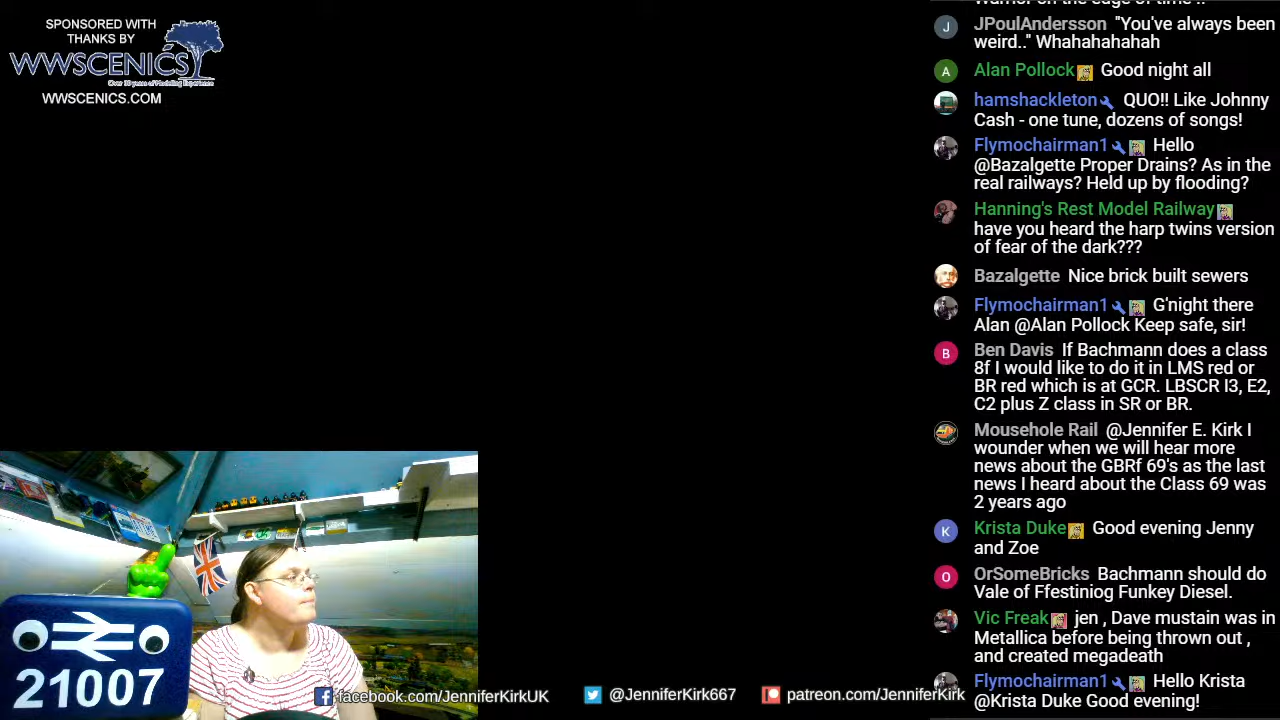 SPONSORED WITH
THANKS BY
WWSCENICS
Over 30 years of Modelling Experience
WWSCENICS.COM
JPoulAndersson "You've always been
weird.." Whahahahahah
Alan Pollock Good night all
hamshackleton QUO!! Like Johnny
Cash - one tune, dozens of songs!
Flymochairman1 Hello
@Bazalgette Proper Drains? As in the
real railways? Held up by flooding?
Hanning's Rest Model Railway
have you heard the harp twins version
of fear of the dark???
Bazalgette Nice brick built sewers
Flymochairman1 G'night there
Alan @Alan Pollock Keep safe, sir!
Ben Davis If Bachmann does a class
8f I would like to do it in LMS red or
BR red which is at GCR. LBSCR I3, E2,
C2 plus Z class in SR or BR.
Mousehole Rail @Jennifer E. Kirk I
wonder when we will hear more
news about the GBRf 69's as the last
news I heard about the Class 69 was
2 years ago
Krista Duke Good evening Jenny
and Zoe
OrSomeBricks Bachmann should do
Vale of Ffestiniog Funkey Diesel.
Vic Freak jen , Dave mustain was in
Metallica before being thrown out ,
and created megadeath
Flymochairman1 Hello Krista
@Krista Duke Good evening!
21007
facebook.com/JenniferKirkUK
@JenniferKirk667
patreon.com/JenniferKirk